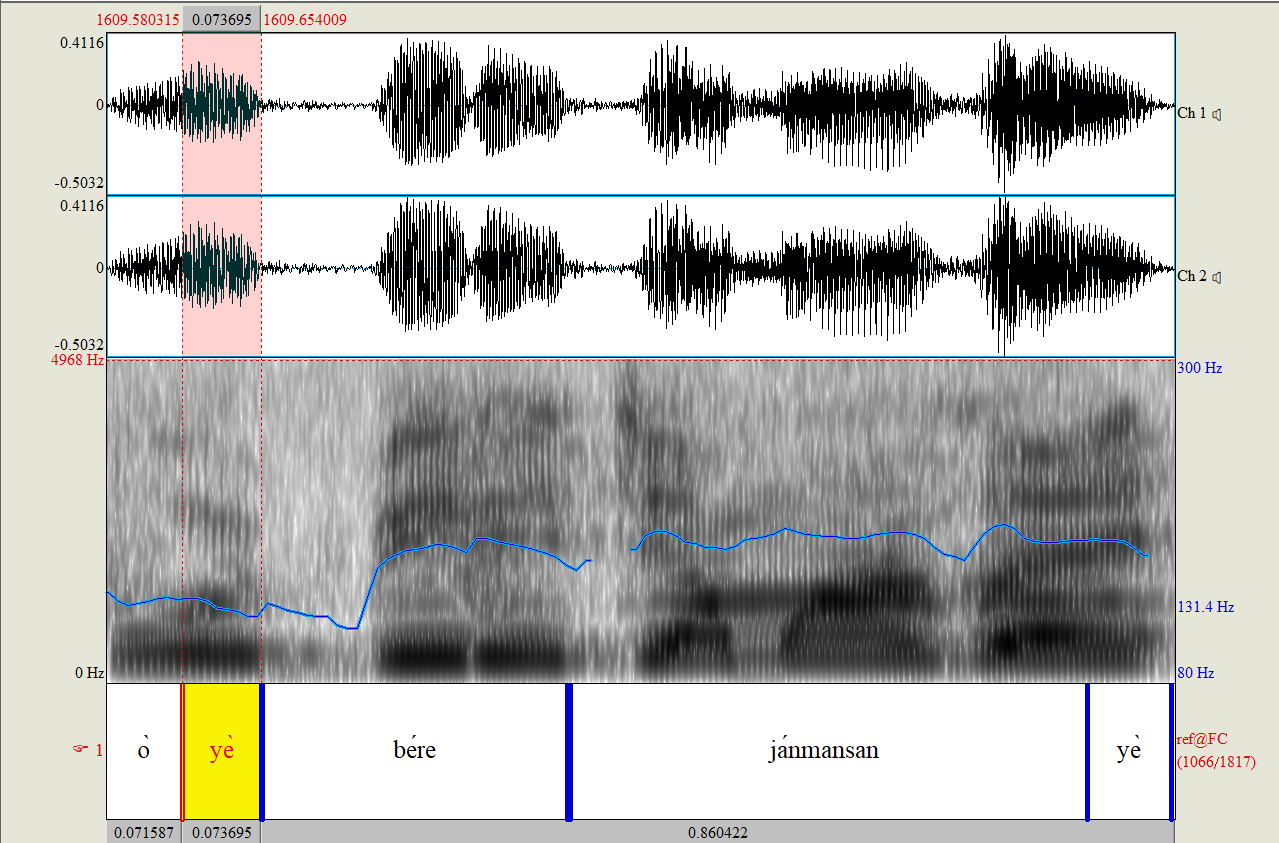 1609.580315 0.073695 1609.654009
0.4116
0
-0.5032
Ch 1
0.4116
0
-0.5032
Ch 2
4968 Hz
0 Hz
300 Hz
131.4 Hz
80 Hz
1 ò yè bére jánmansan yè
ref@FC
(1066/1817)
0.071587 0.073695 0.860422